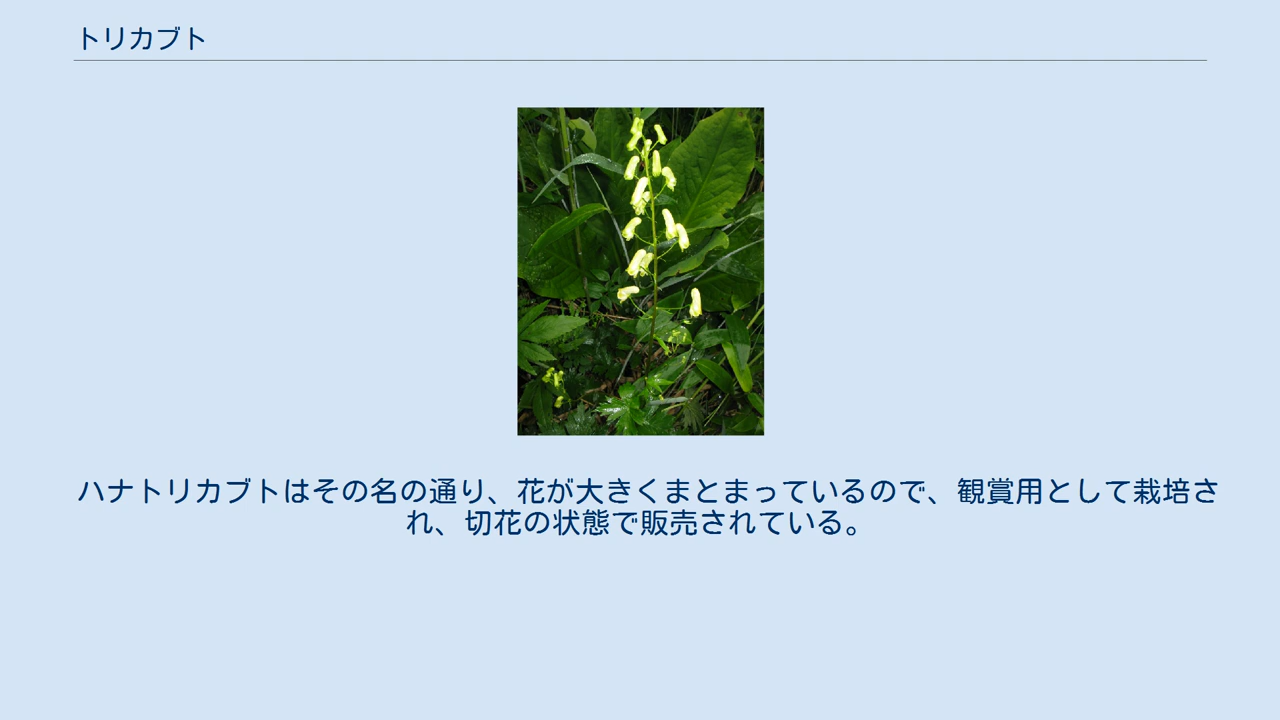 トリカブト
ハナトリカブトはその名の通り、花が大きくまとまっているので、観賞用として栽培さ
れ、切花の状態で販売されている。